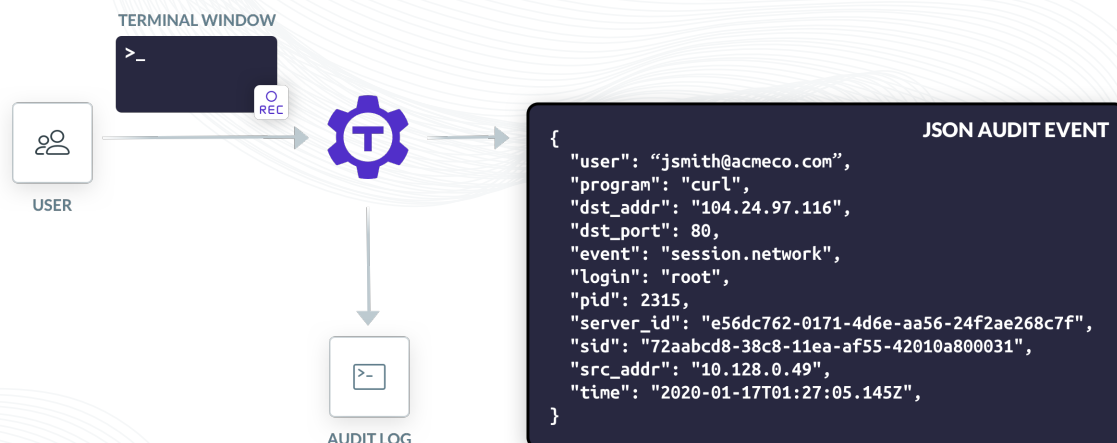 TERMINAL WINDOW
>_
REC
USER
T
>_
AUDIT LOG
JSON AUDIT EVENT
{
"user": “jsmith@acmeco.com”,
"program": "curl",
"dst_addr": "104.24.97.116",
"dst_port": 80,
"event": "session.network",
"login": "root",
"pid": 2315,
"server_id": "e56dc762-0171-4d6e-aa56-24f2ae268c7f",
"sid": "72aabcd8-38c8-11ea-af55-42010a800031",
"src_addr": "10.128.0.49",
"time": "2020-01-17T01:27:05.145Z",
}